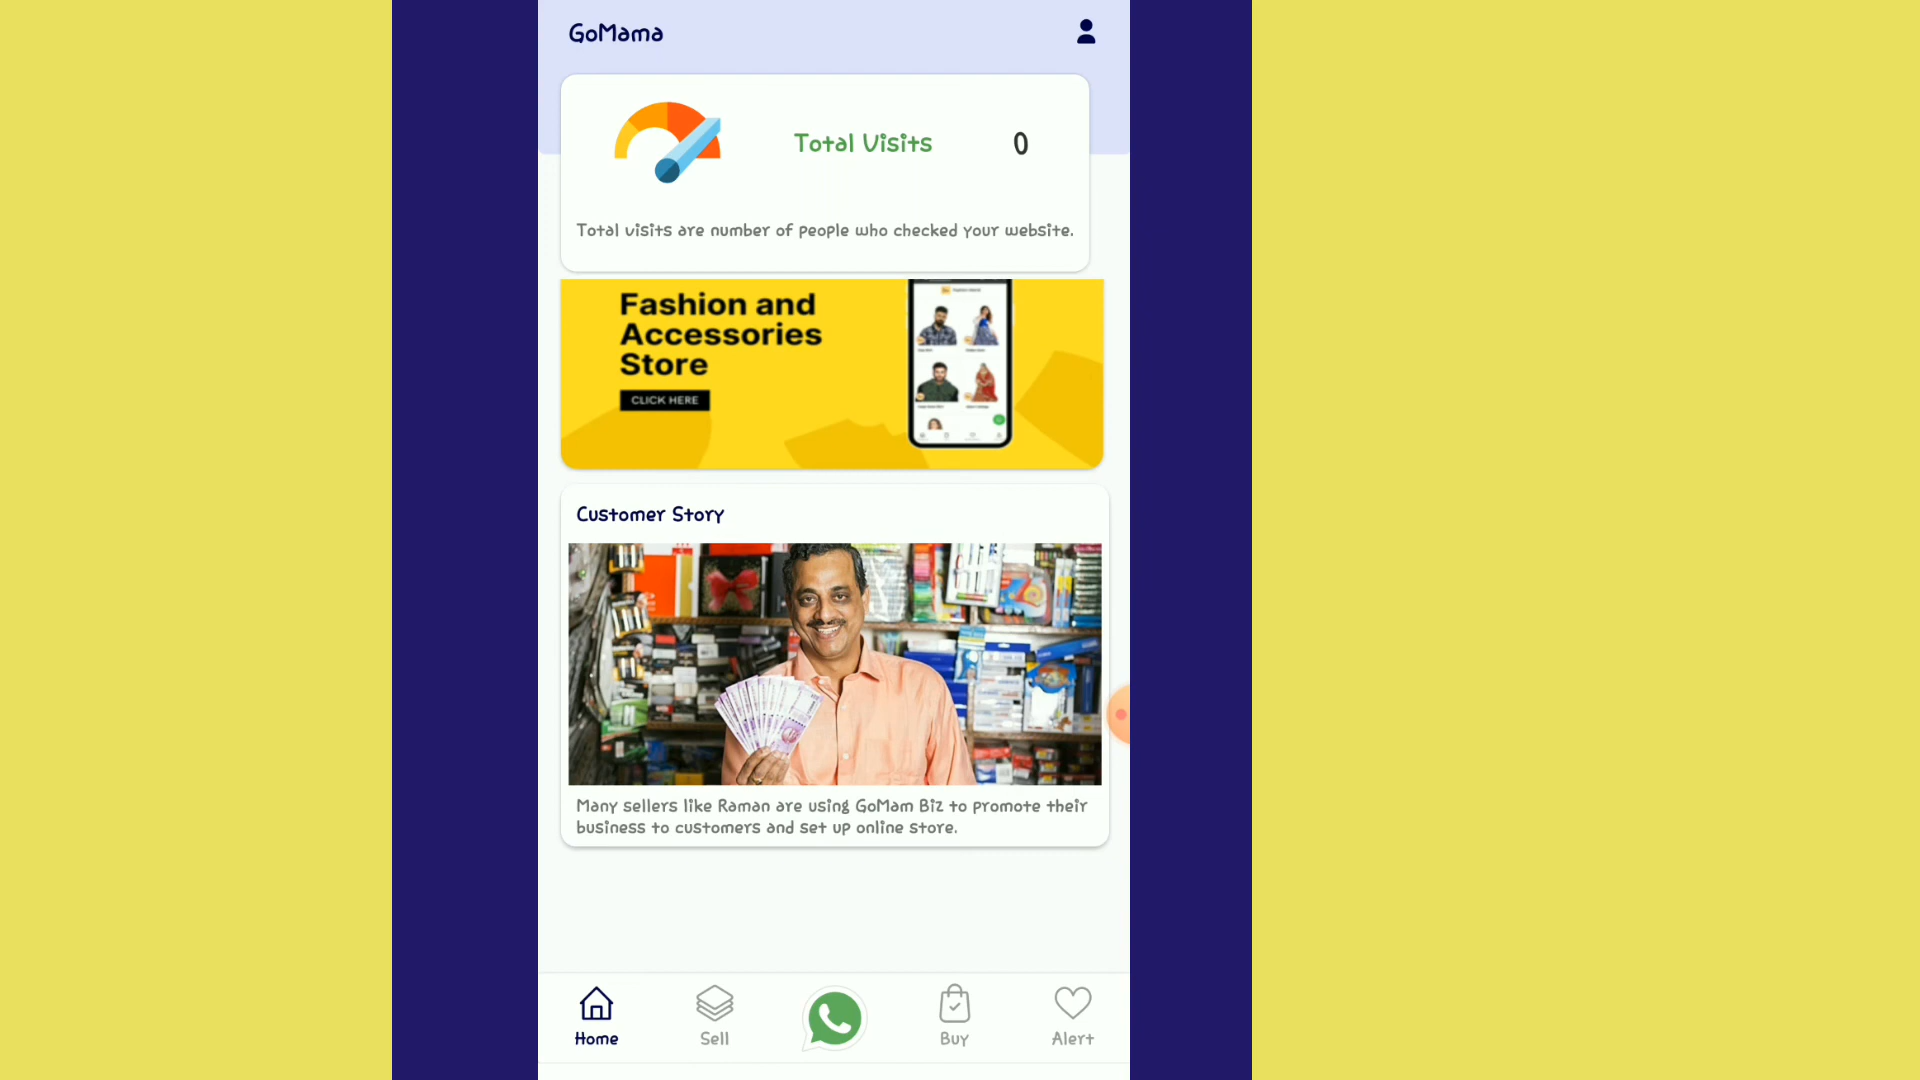 GoMama
Total Visits 0
Total visits are number of people who checked your website.
Fashion and
Accessories
Store
CLICK HERE
Customer Story
Many sellers like Raman are using GoMam Biz to promote their
business to customers and set up online store.
Home Sell Buy Alert